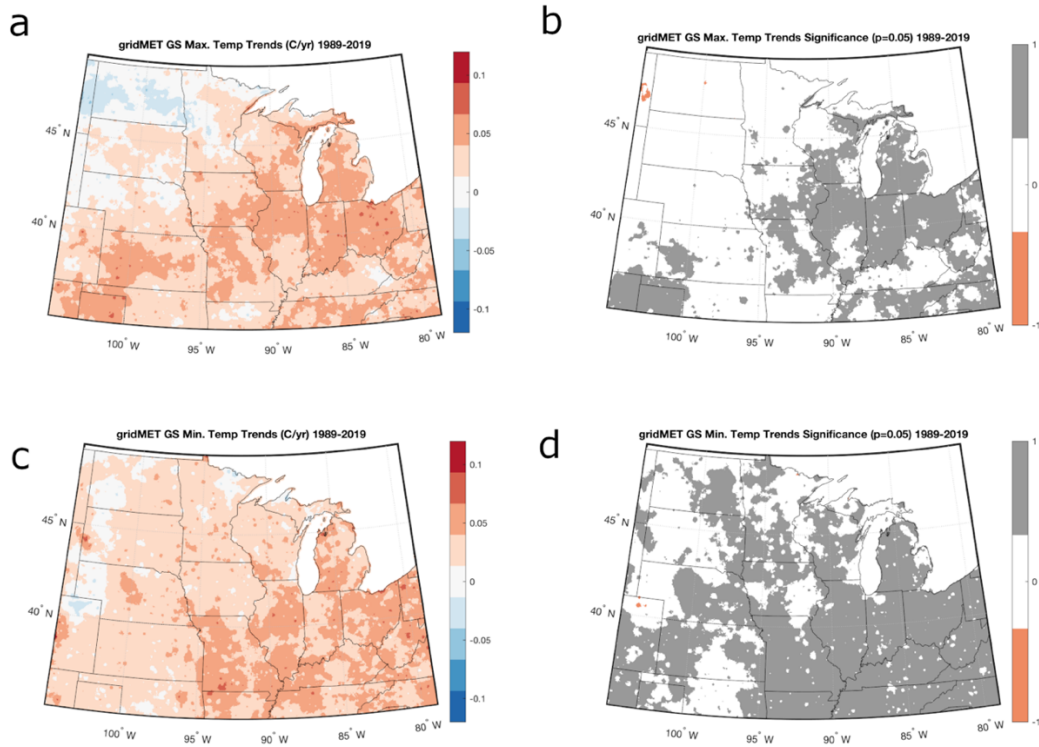 a
gridMET GS Max. Temp Trends (C/yr) 1989-2019
0.1
0.05
0
-0.05
-0.1
45° N
40° N
100° W
95° W
90° W
85° W
80° W
b
gridMET GS Max. Temp Trends Significance (p=0.05) 1989-2019
1
0
-1
45° N
40° N
100° W
95° W
90° W
85° W
80° W
c
gridMET GS Min. Temp Trends (C/yr) 1989-2019
0.1
0.05
0
-0.05
-0.1
45° N
40° N
100° W
95° W
90° W
85° W
80° W
d
gridMET GS Min. Temp Trends Significance (p=0.05) 1989-2019
1
0
-1
45° N
40° N
100° W
95° W
90° W
85° W
80° W